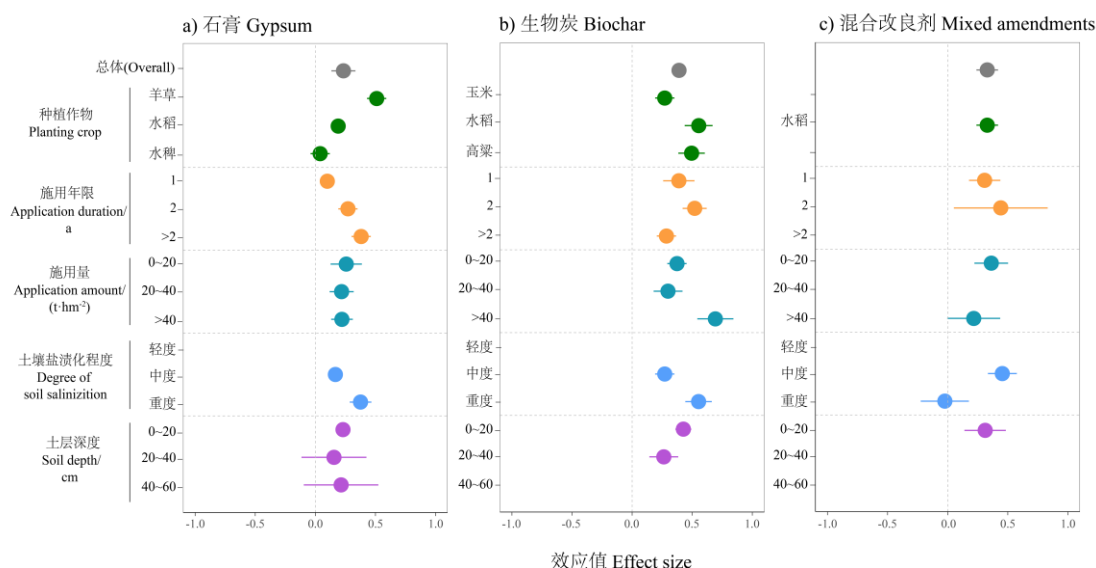 a) 石膏 Gypsum
b) 生物炭 Biochar
c) 混合改良剂 Mixed amendments
总体(Overall)
种植作物
Planting crop
羊草
水稻
水稗
玉米
水稻
高粱
水稻
施用年限
Application duration/
a
1
2
>2
1
2
>2
1
2
>2
施用量
Application amount/
(t·hm-2)
0~20
20~40
>40
0~20
20~40
>40
0~20
20~40
>40
土壤盐渍化程度
Degree of
soil salinizition
轻度
中度
重度
轻度
中度
重度
轻度
中度
重度
土层深度
Soil depth/
cm
0~20
20~40
40~60
0~20
20~40
40~60
0~20
20~40
40~60
-1.0 -0.5 0.0 0.5 1.0
-1.0 -0.5 0.0 0.5 1.0
-1.0 -0.5 0.0 0.5 1.0
效应值 Effect size